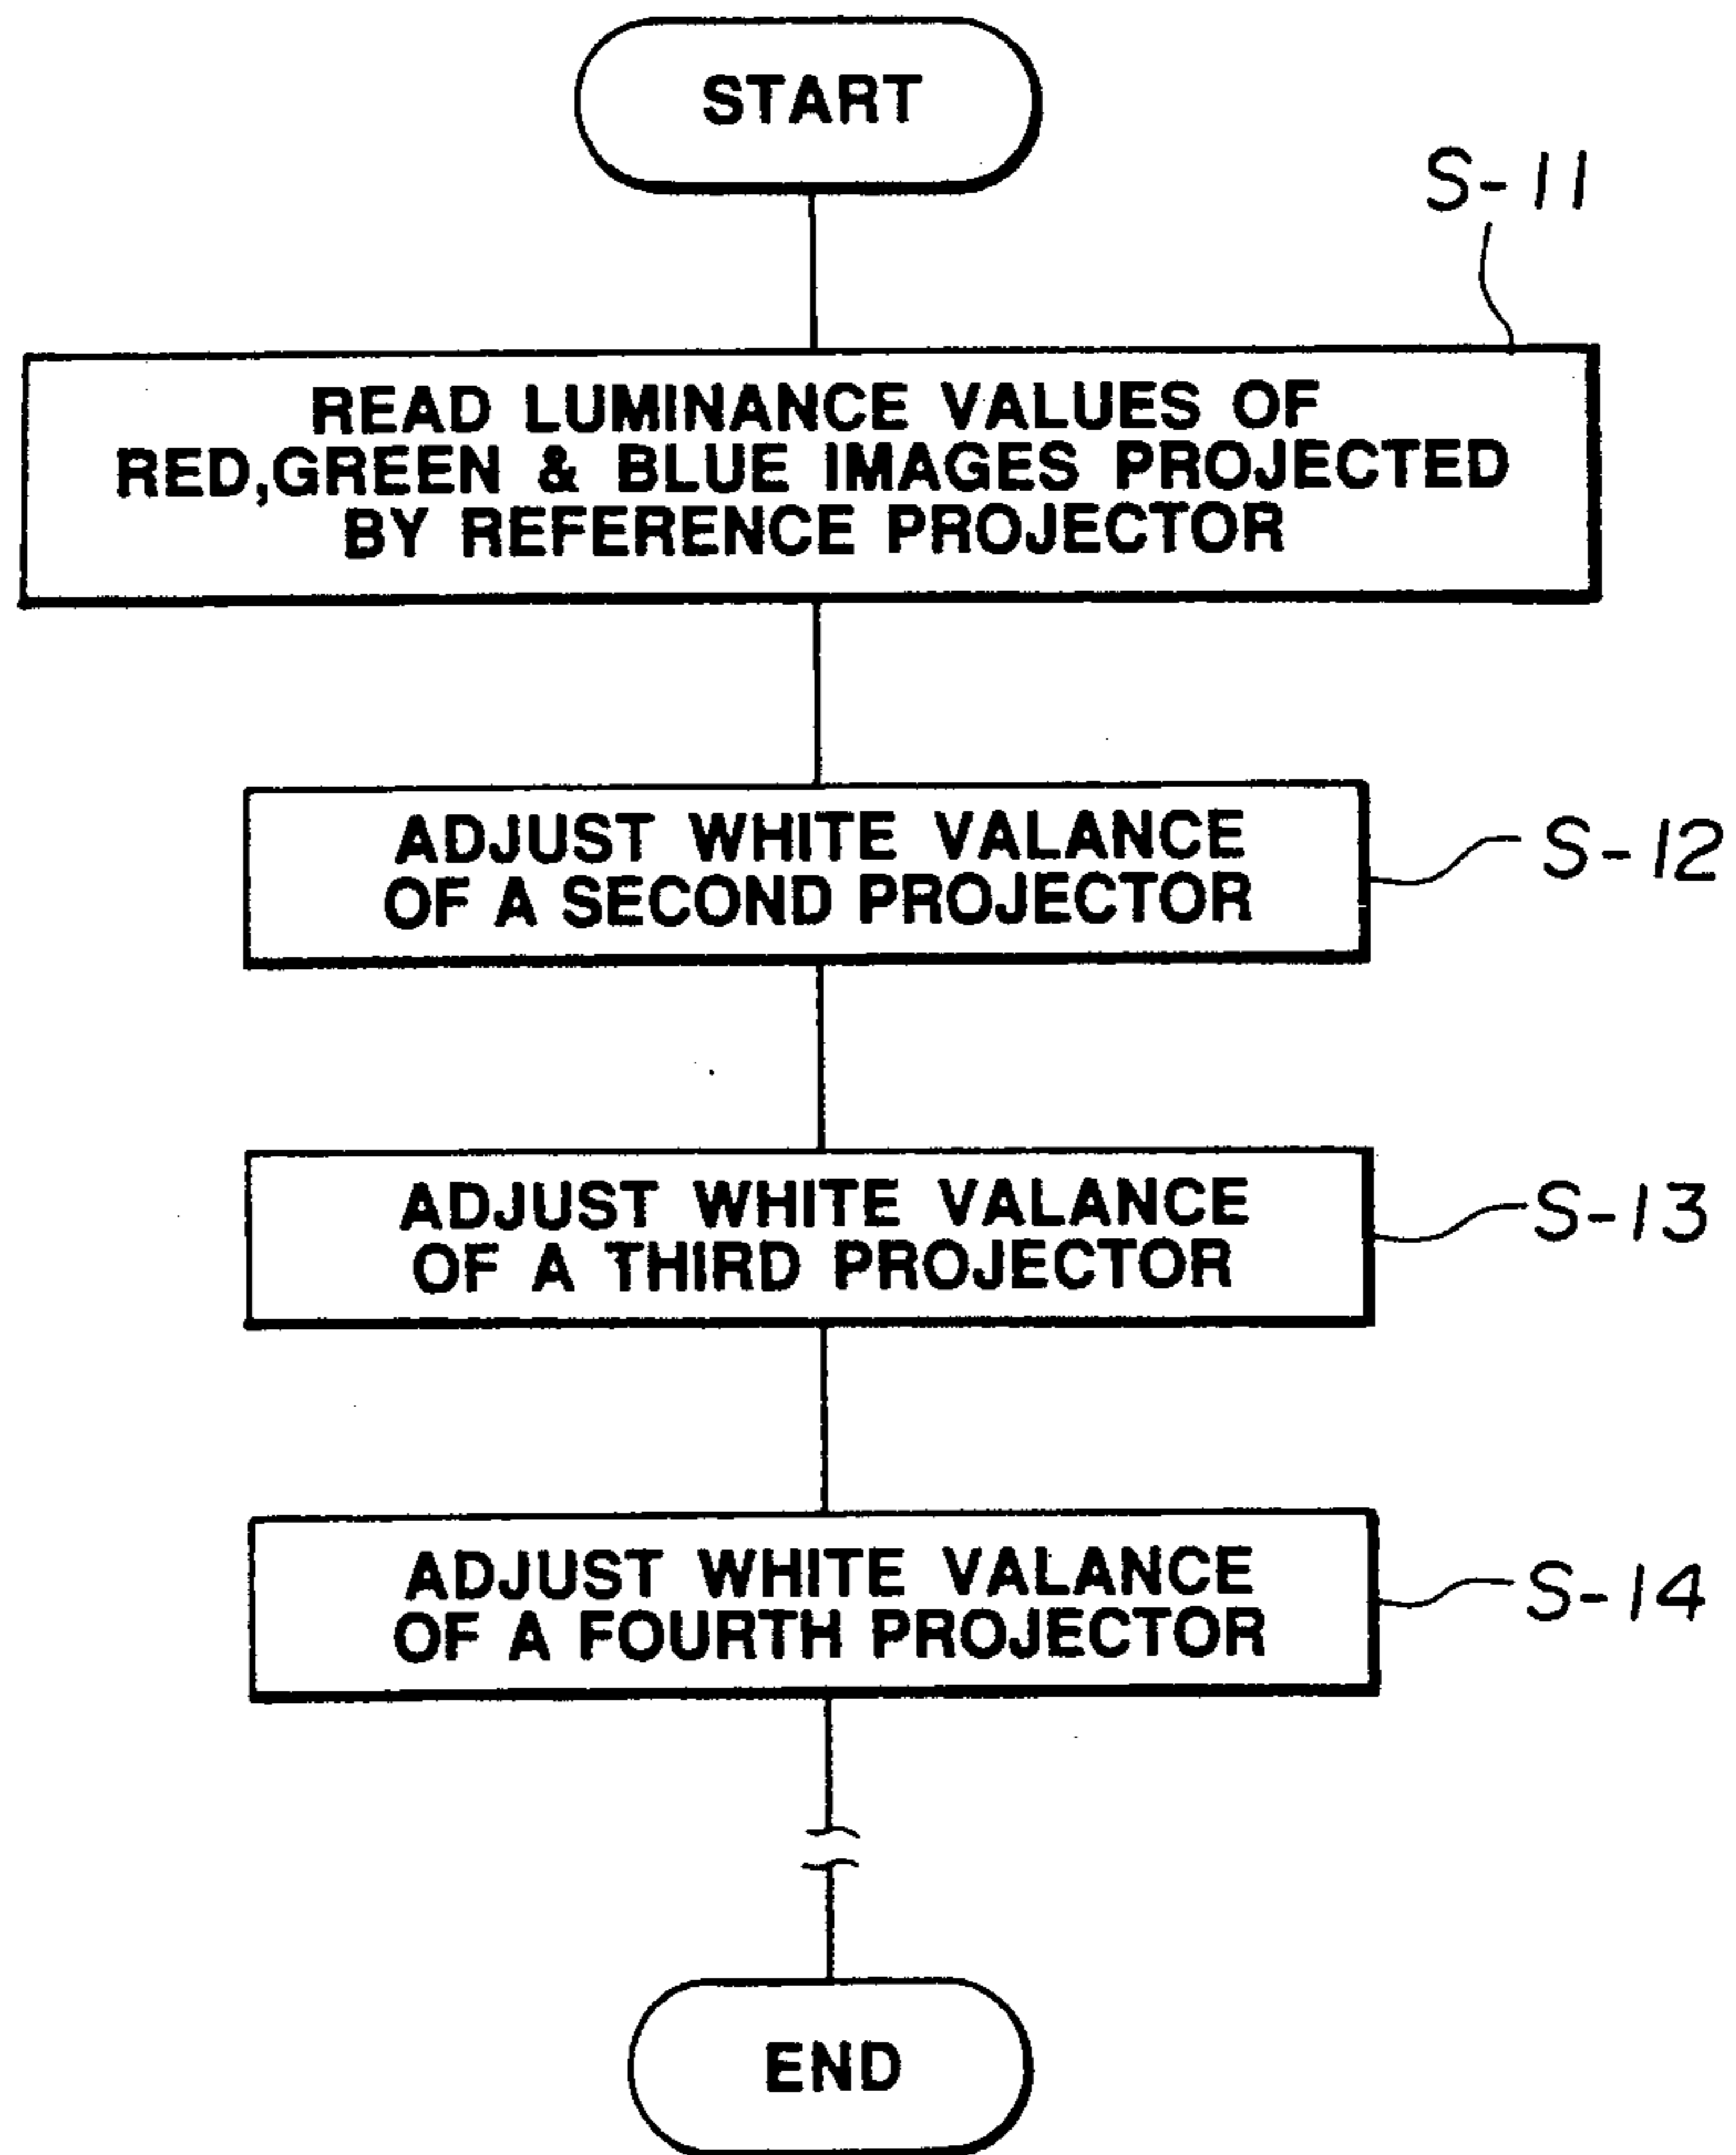 START
S-11
READ LUMINANCE VALUES OF
RED,GREEN & BLUE IMAGES PROJECTED
BY REFERENCE PROJECTOR
ADJUST WHITE VALANCE
OF A SECOND PROJECTOR
S-12
ADJUST WHITE VALANCE
OF A THIRD PROJECTOR
S-13
ADJUST WHITE VALANCE
OF A FOURTH PROJECTOR
S-14
END